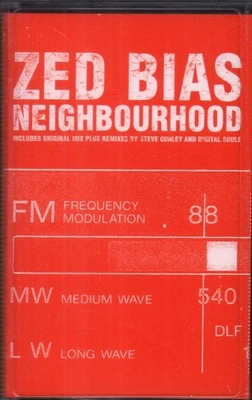 ZED BIAS
NEIGHBOURHOOD
INCLUDES ORIGINAL MIX PLUS REMIXES BY STEVE GURLEY AND DIGITAL SOULS
FM FREQUENCY MODULATION 88
MW MEDIUM WAVE 540
DLF
LW LONG WAVE